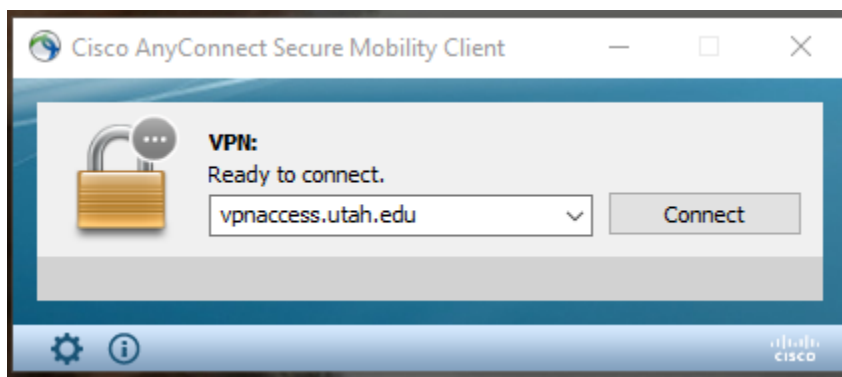 Cisco AnyConnect Secure Mobility Client
VPN:
Ready to connect.
vpnaccess.utah.edu
Connect
CISCO